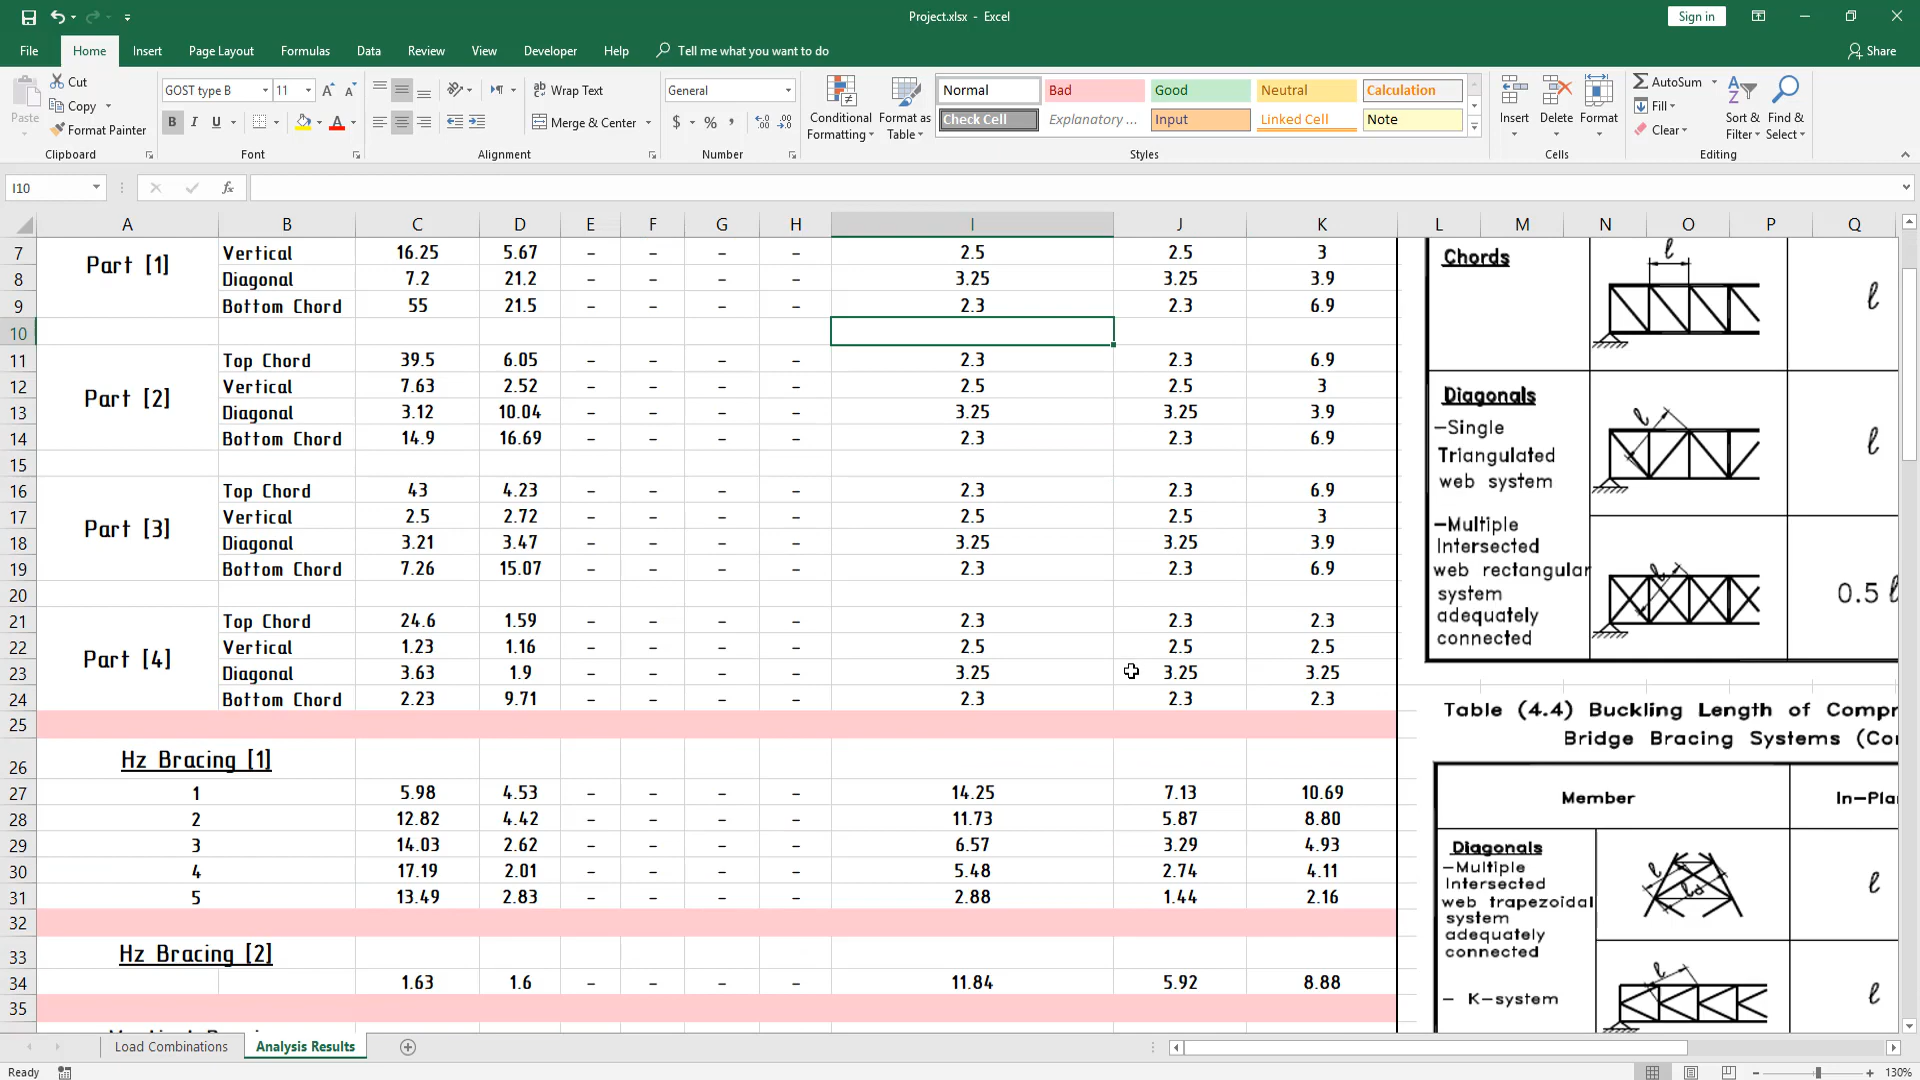 Project.xlsx - Excel
Sign in
File Home Insert Page Layout Formulas Data Review View Developer Help Tell me what you want to do Share
Paste
Cut
Copy
Format Painter
Clipboard
GOST type B 11
B I U
Font
Wrap Text
Merge & Center
Alignment
General
$ % ,
Number
Conditional Formatting
Format as Table
Normal Bad Good Neutral Calculation
Check Cell Explanatory ... Input Linked Cell Note
Styles
Insert Delete Format
Cells
AutoSum
Fill
Clear
Sort & Filter
Find & Select
Editing
I10 fx
A B C D E F G H I J K L M N O P Q
7 Vertical 16.25 5.67 - - - - 2.5 2.5 3
Part [1]
8 Diagonal 7.2 21.2 - - - - 3.25 3.25 3.9
9 Bottom Chord 55 21.5 - - - - 2.3 2.3 6.9
10
11 Top Chord 39.5 6.05 - - - - 2.3 2.3 6.9
12 Vertical 7.63 2.52 - - - - 2.5 2.5 3
Part [2]
13 Diagonal 3.12 10.04 - - - - 3.25 3.25 3.9
14 Bottom Chord 14.9 16.69 - - - - 2.3 2.3 6.9
15
16 Top Chord 43 4.23 - - - - 2.3 2.3 6.9
17 Vertical 2.5 2.72 - - - - 2.5 2.5 3
Part [3]
18 Diagonal 3.21 3.47 - - - - 3.25 3.25 3.9
19 Bottom Chord 7.26 15.07 - - - - 2.3 2.3 6.9
20
21 Top Chord 24.6 1.59 - - - - 2.3 2.3 2.3
22 Vertical 1.23 1.16 - - - - 2.5 2.5 2.5
Part [4]
23 Diagonal 3.63 1.9 - - - - 3.25 3.25 3.25
24 Bottom Chord 2.23 9.71 - - - - 2.3 2.3 2.3
25
26 Hz Bracing [1]
27 1 5.98 4.53 - - - - 14.25 7.13 10.69
28 2 12.82 4.42 - - - - 11.73 5.87 8.80
29 3 14.03 2.62 - - - - 6.57 3.29 4.93
30 4 17.19 2.01 - - - - 5.48 2.74 4.11
31 5 13.49 2.83 - - - - 2.88 1.44 2.16
32
33 Hz Bracing [2]
34 1.63 1.6 - - - - 11.84 5.92 8.88
35
Chords
ℓ
ℓ
Diagonals
-Single
Triangulated
web system
ℓ
ℓ
-Multiple
Intersected
web rectangular
system
adequately
connected
ℓ
0.5 ℓ
Table (4.4) Buckling Length of Compr
Bridge Bracing Systems (Co
Member In-Pla
Diagonals
-Multiple
Intersected
web trapezoidal
system
adequately
connected
ℓ
ℓ
- K-system
ℓ
ℓ
Load Combinations Analysis Results
Ready 130%